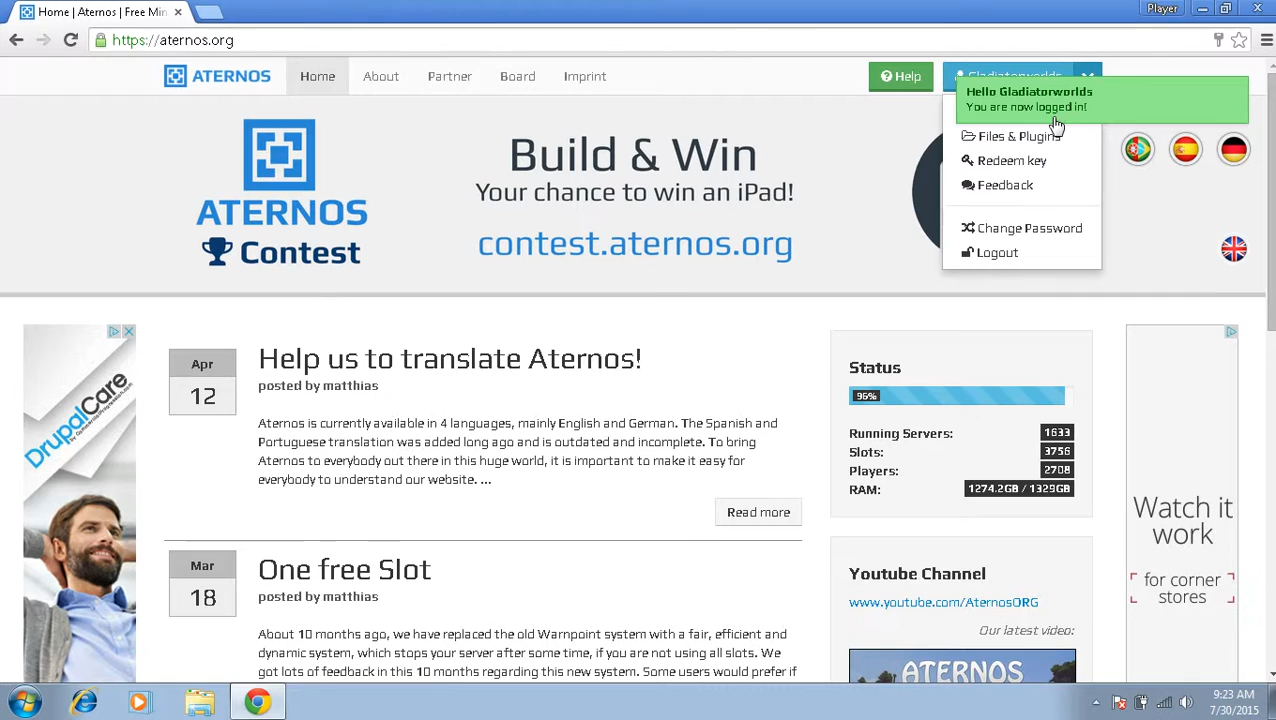 Home | Aternos | Free Min
Player
https://aternos.org
ATERNOS
Home
About
Partner
Board
Imprint
Help
Gladiatorworlds
Hello Gladiatorworlds
You are now logged in!
Files & Plugins
Redeem key
Feedback
Change Password
Logout
ATERNOS
Contest
Build & Win
Your chance to win an iPad!
contest.aternos.org
DrupalCare
Apr
12
Help us to translate Aternos!
posted by matthias
Aternos is currently available in 4 languages, mainly English and German. The Spanish and
Portuguese translation was added long ago and is outdated and incomplete. To bring
Aternos to everybody out there in this huge world, it is important to make it easy for
everybody to understand our website. ...
Read more
Mar
18
One free Slot
posted by matthias
About 10 months ago, we have replaced the old Warnpoint system with a fair, efficient and
dynamic system, which stops your server after some time, if you are not using all slots. We
got lots of feedback in this 10 months regarding this new system. Some users would prefer if
Status
96%
Running Servers: 1633
Slots: 3756
Players: 2708
RAM: 1274.2GB / 1329GB
Youtube Channel
www.youtube.com/AternosORG
Our latest video:
ATERNOS
Watch it
work
for corner
stores
9:23 AM
7/30/2015